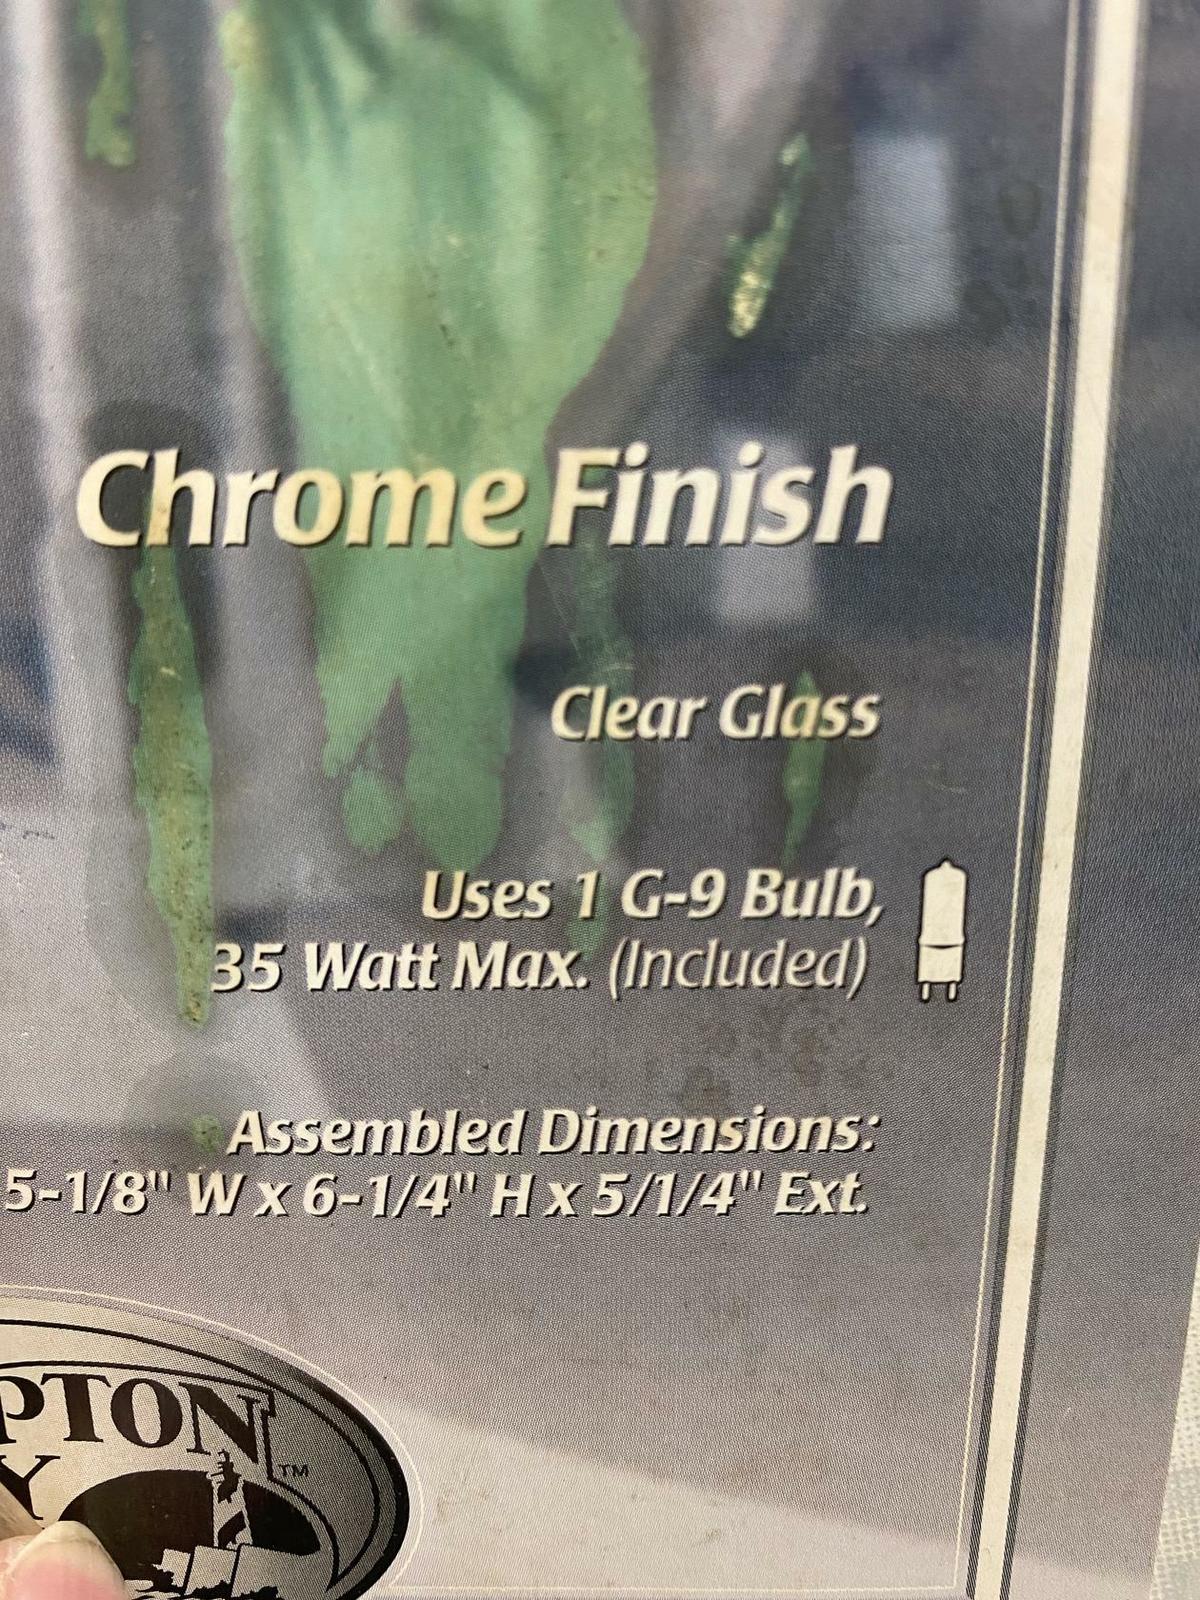 Chrome Finish
Clear Glass
Uses 1 G-9 Bulb,
35 Watt Max. (Included)
Assembled Dimensions:
5-1/8" W x 6-1/4" H x 5/1/4" Ext.
PTON
Y
TM